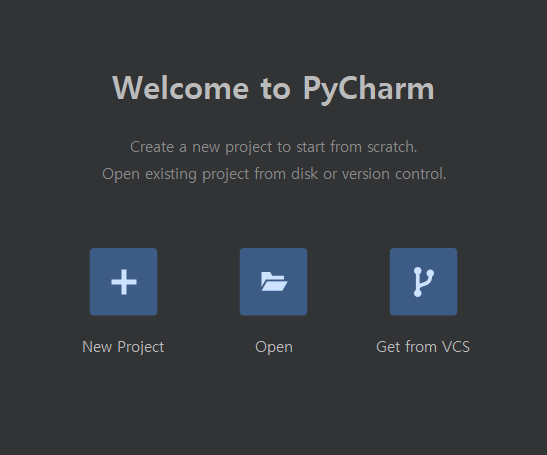 Welcome to PyCharm
Create a new project to start from scratch.
Open existing project from disk or version control.
New Project
Open
Get from VCS